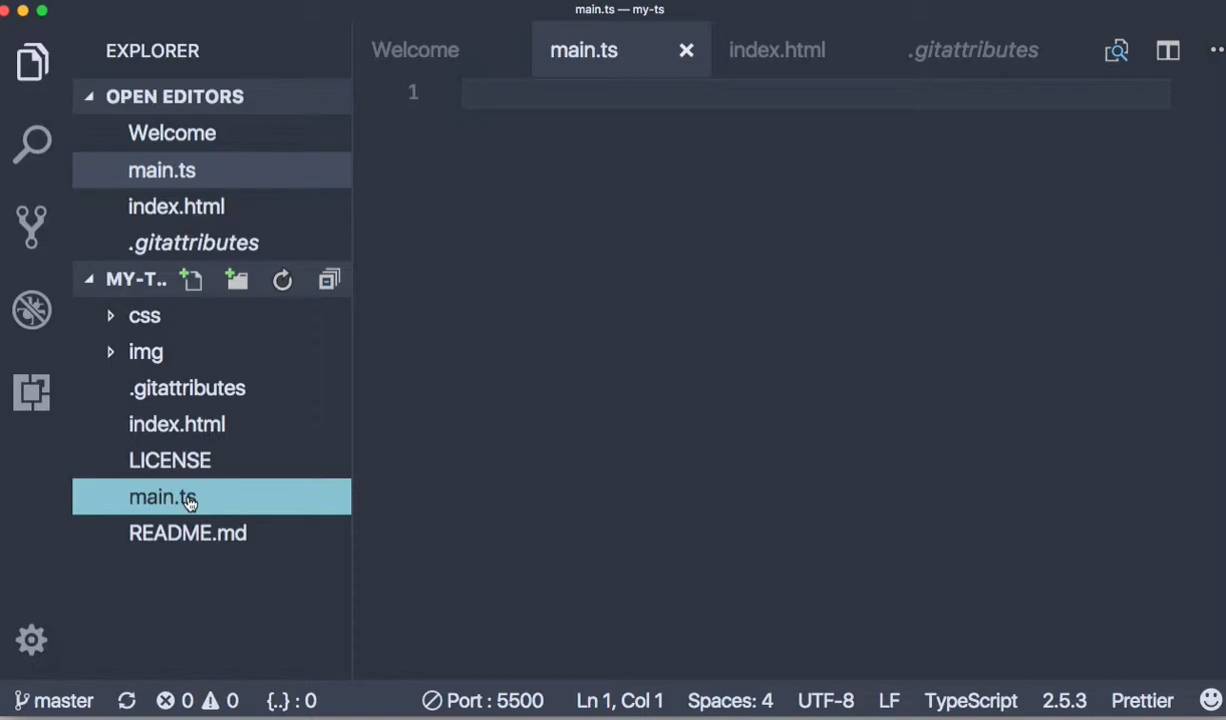 main.ts — my-ts
EXPLORER
OPEN EDITORS
Welcome
main.ts
index.html
.gitattributes
MY-T..
css
img
.gitattributes
index.html
LICENSE
main.ts
README.md
Welcome main.ts index.html .gitattributes
1
master 0 0 {..} : 0 Port : 5500 Ln 1, Col 1 Spaces: 4 UTF-8 LF TypeScript 2.5.3 Prettier